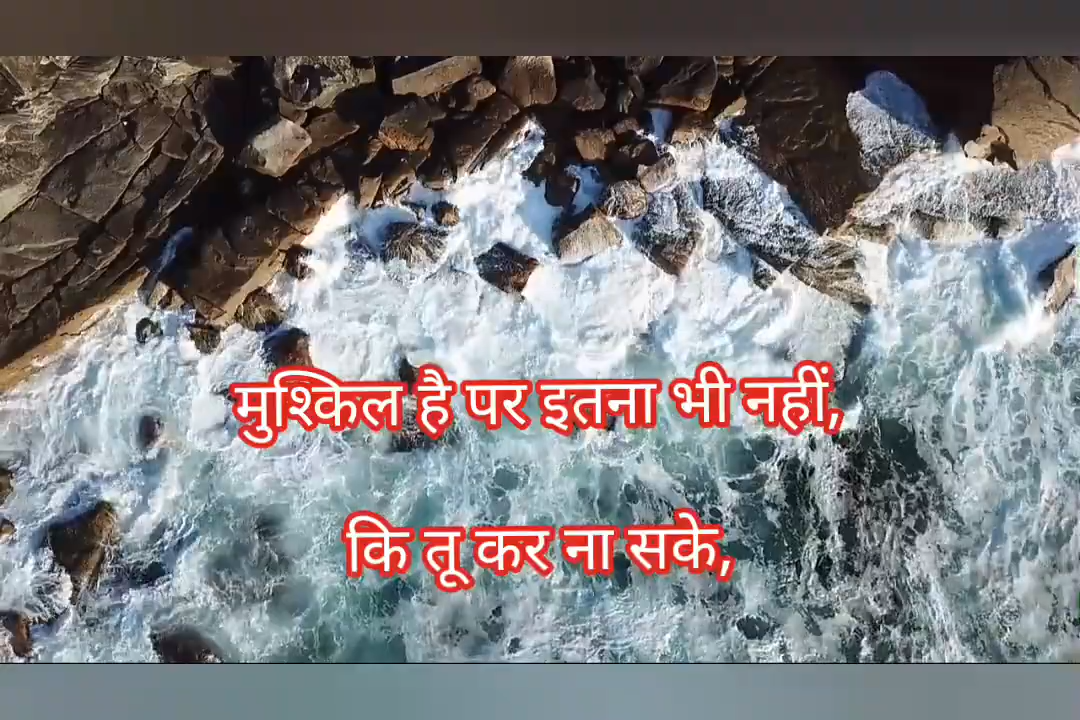 मुश्किल है पर इतना भी नहीं,
कि तू कर ना सके,